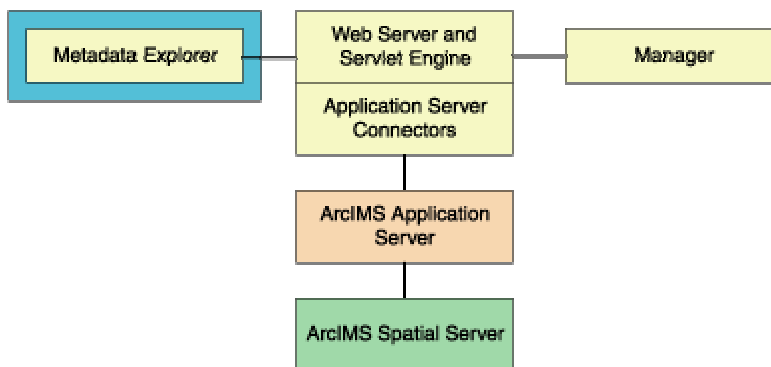 Metadata Explorer
Web Server and
Servlet Engine
Manager
Application Server
Connectors
ArcIMS Application
Server
ArcIMS Spatial Server